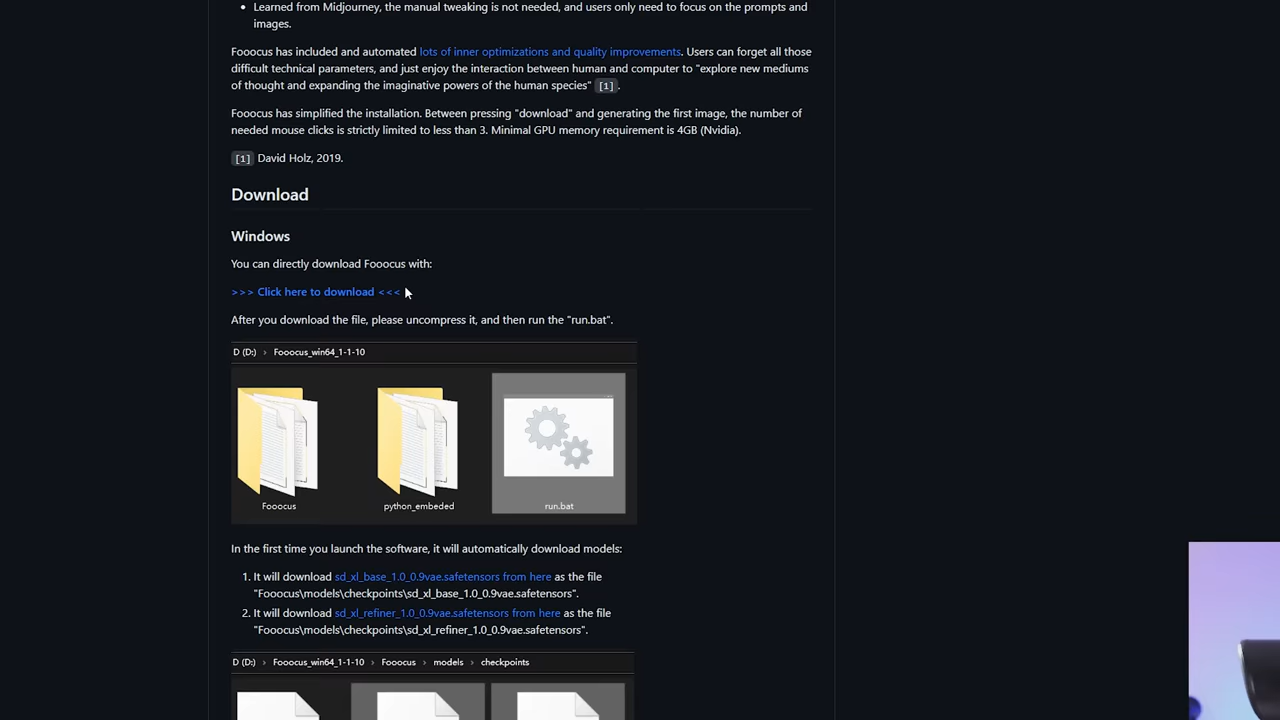 Learned from Midjourney, the manual tweaking is not needed, and users only need to focus on the prompts and
images.
Fooocus has included and automated lots of inner optimizations and quality improvements. Users can forget all those
difficult technical parameters, and just enjoy the interaction between human and computer to "explore new mediums
of thought and expanding the imaginative powers of the human species" [1].
Fooocus has simplified the installation. Between pressing "download" and generating the first image, the number of
needed mouse clicks is strictly limited to less than 3. Minimal GPU memory requirement is 4GB (Nvidia).
[1] David Holz, 2019.
Download
Windows
You can directly download Fooocus with:
>>> Click here to download <<<
After you download the file, please uncompress it, and then run the "run.bat".
D (D:) › Fooocus_win64_1-1-10
Fooocus python_embeded run.bat
In the first time you launch the software, it will automatically download models:
1. It will download sd_xl_base_1.0_0.9vae.safetensors from here as the file
"Fooocus\models\checkpoints\sd_xl_base_1.0_0.9vae.safetensors".
2. It will download sd_xl_refiner_1.0_0.9vae.safetensors from here as the file
"Fooocus\models\checkpoints\sd_xl_refiner_1.0_0.9vae.safetensors".
D (D:) › Fooocus_win64_1-1-10 › Fooocus › models › checkpoints